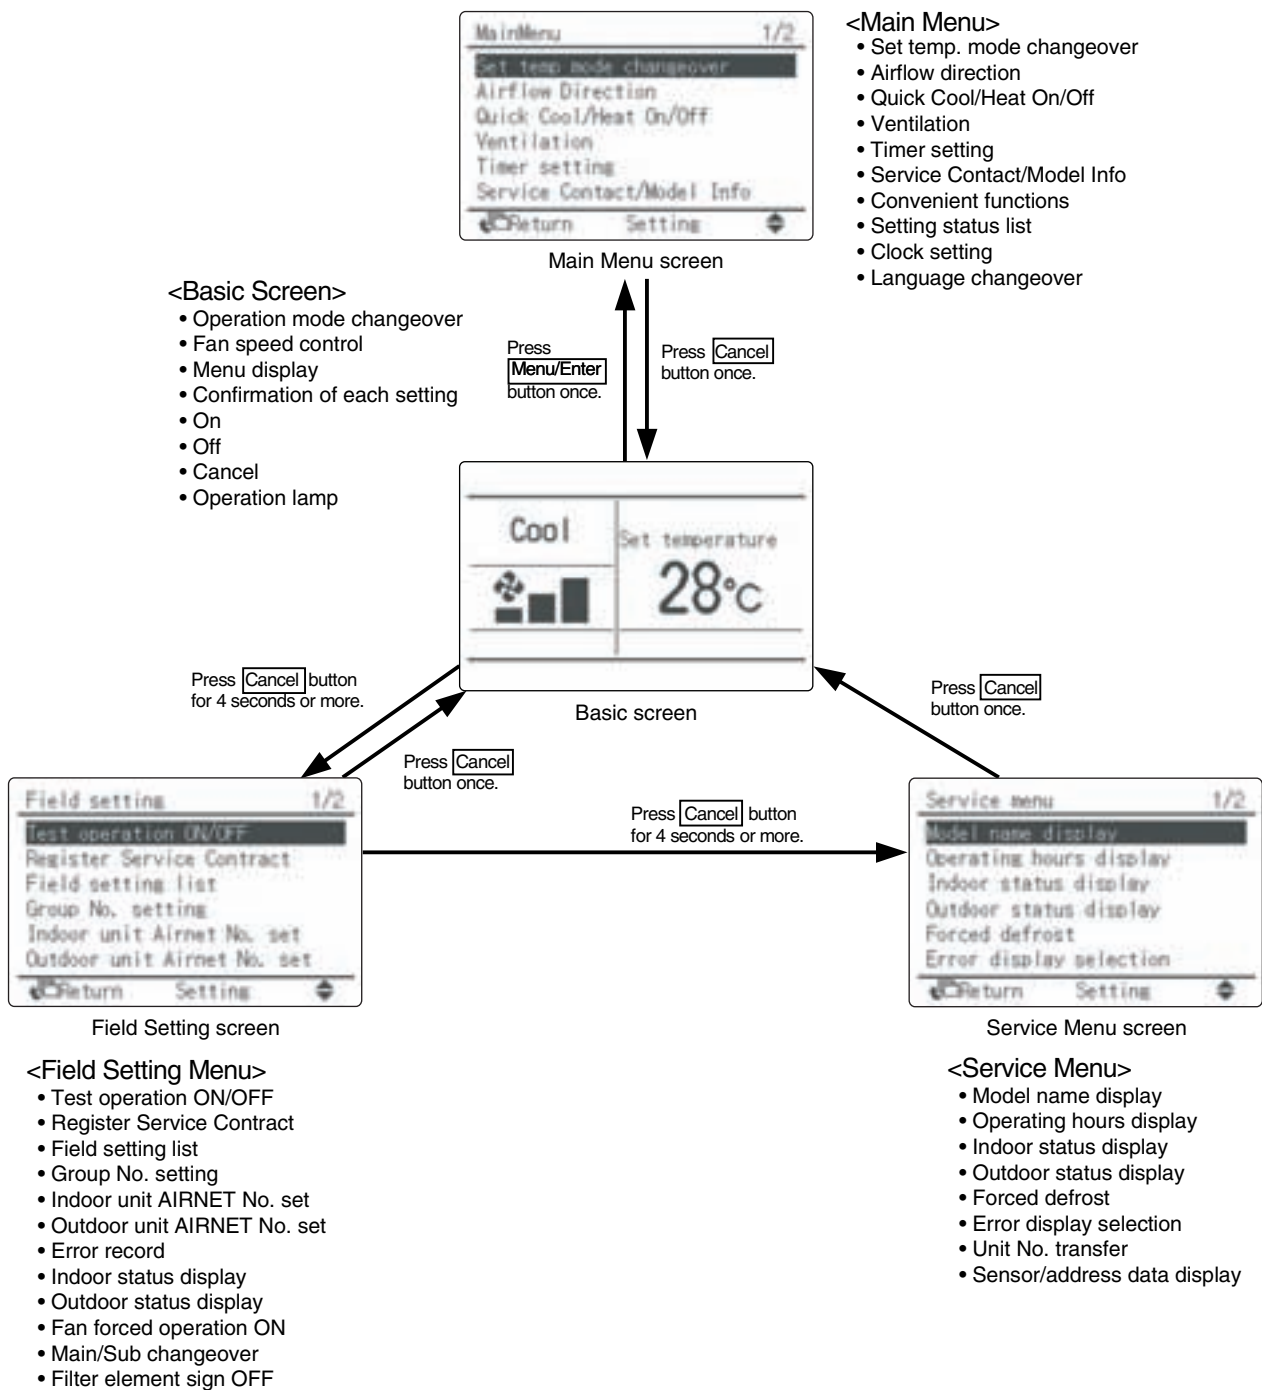 MainMenu 1/2
Set temp mode changeover
Airflow Direction
Quick Cool/Heat On/Off
Ventilation
Timer setting
Service Contact/Model Info
Return Setting
Main Menu screen
<Main Menu>
• Set temp. mode changeover
• Airflow direction
• Quick Cool/Heat On/Off
• Ventilation
• Timer setting
• Service Contact/Model Info
• Convenient functions
• Setting status list
• Clock setting
• Language changeover
<Basic Screen>
• Operation mode changeover
• Fan speed control
• Menu display
• Confirmation of each setting
• On
• Off
• Cancel
• Operation lamp
Press
Menu/Enter
button once.
Press Cancel
button once.
Cool
Set temperature
28°C
Basic screen
Press Cancel button
for 4 seconds or more.
Press Cancel
button once.
Press Cancel
button once.
Press Cancel button
for 4 seconds or more.
Field setting 1/2
Test operation ON/OFF
Register Service Contract
Field setting list
Group No. setting
Indoor unit Airnet No. set
Outdoor unit Airnet No. set
Return Setting
Field Setting screen
<Field Setting Menu>
• Test operation ON/OFF
• Register Service Contract
• Field setting list
• Group No. setting
• Indoor unit AIRNET No. set
• Outdoor unit AIRNET No. set
• Error record
• Indoor status display
• Outdoor status display
• Fan forced operation ON
• Main/Sub changeover
• Filter element sign OFF
Service menu 1/2
Model name display
Operating hours display
Indoor status display
Outdoor status display
Forced defrost
Error display selection
Return Setting
Service Menu screen
<Service Menu>
• Model name display
• Operating hours display
• Indoor status display
• Outdoor status display
• Forced defrost
• Error display selection
• Unit No. transfer
• Sensor/address data display